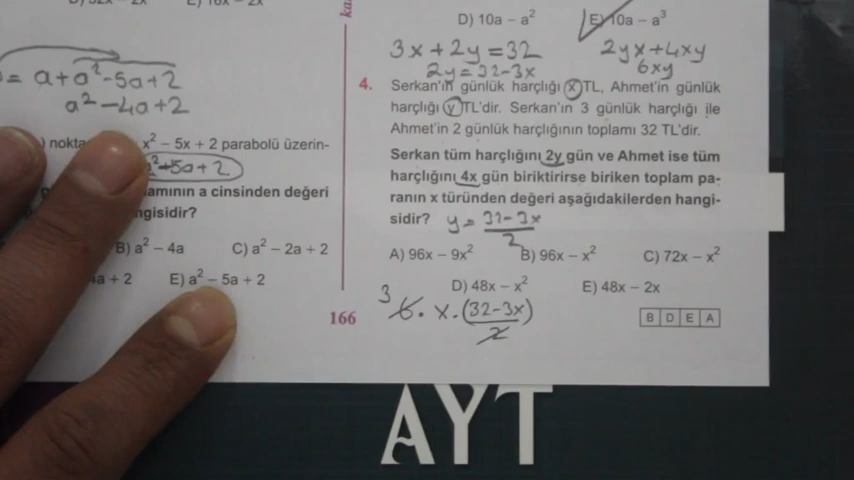 D) 10a – a² E) 10a – a³
3x + 2y = 32 2yx + 4xy
2y = 32 - 3x 6xy
= a + a² - 5a + 2
a² - 4a + 2
) nokta x² – 5x + 2 parabolü üzerin-
a² + 5a + 2
amının a cinsinden değeri
ngisidir?
B) a² – 4a C) a² – 2a + 2
4a + 2 E) a² – 5a + 2
4. Serkan'ın günlük harçlığı x TL, Ahmet'in günlük
harçlığı y TL'dir. Serkan'ın 3 günlük harçlığı ile
Ahmet'in 2 günlük harçlığının toplamı 32 TL'dir.
Serkan tüm harçlığını 2y gün ve Ahmet ise tüm
harçlığını 4x gün biriktirirse biriken toplam pa-
ranın x türünden değeri aşağıdakilerden hangi-
sidir? y = (32 - 3x)/2
A) 96x – 9x² B) 96x – x² C) 72x – x²
D) 48x – x² E) 48x – 2x
3 6 . x . (32 - 3x)/2
166
B D E A
AYT